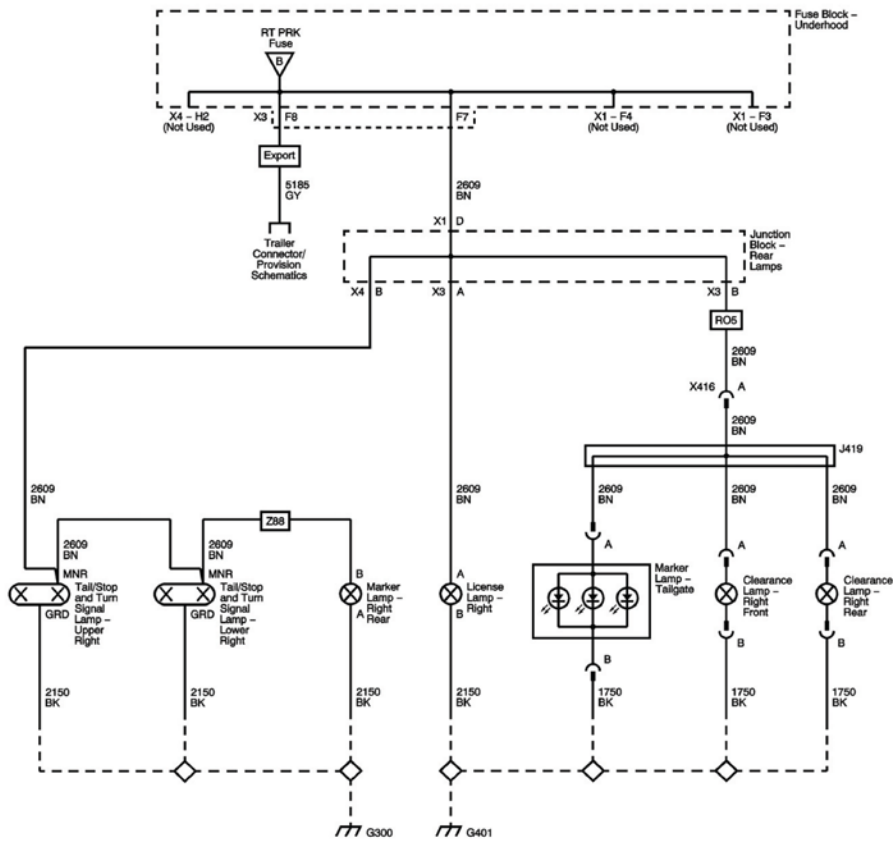 Fuse Block –
Underhood
RT PRK
Fuse
B
X4 – H2
(Not Used)
X3
F8
F7
X1 – F4
(Not Used)
X1 – F3
(Not Used)
Export
5185
GY
2609
BN
Trailer
Connector/
Provision
Schematics
X1
D
Junction
Block –
Rear
Lamps
X4
B
X3
A
X3
B
RO5
2609
BN
X416
A
2609
BN
J419
2609
BN
2609
BN
2609
BN
2609
BN
2609
BN
2609
BN
2609
BN
Z88
MNR
Tail/Stop
and Turn
Signal
Lamp –
Upper
Right
GRD
MNR
Tail/Stop
and Turn
Signal
Lamp –
Lower
Right
GRD
B
Marker
Lamp –
Right
Rear
A
A
License
Lamp –
Right
B
A
Marker
Lamp –
Tailgate
B
A
Clearance
Lamp –
Right
Front
B
A
Clearance
Lamp –
Right
Rear
B
2150
BK
2150
BK
2150
BK
2150
BK
1750
BK
1750
BK
1750
BK
G300
G401